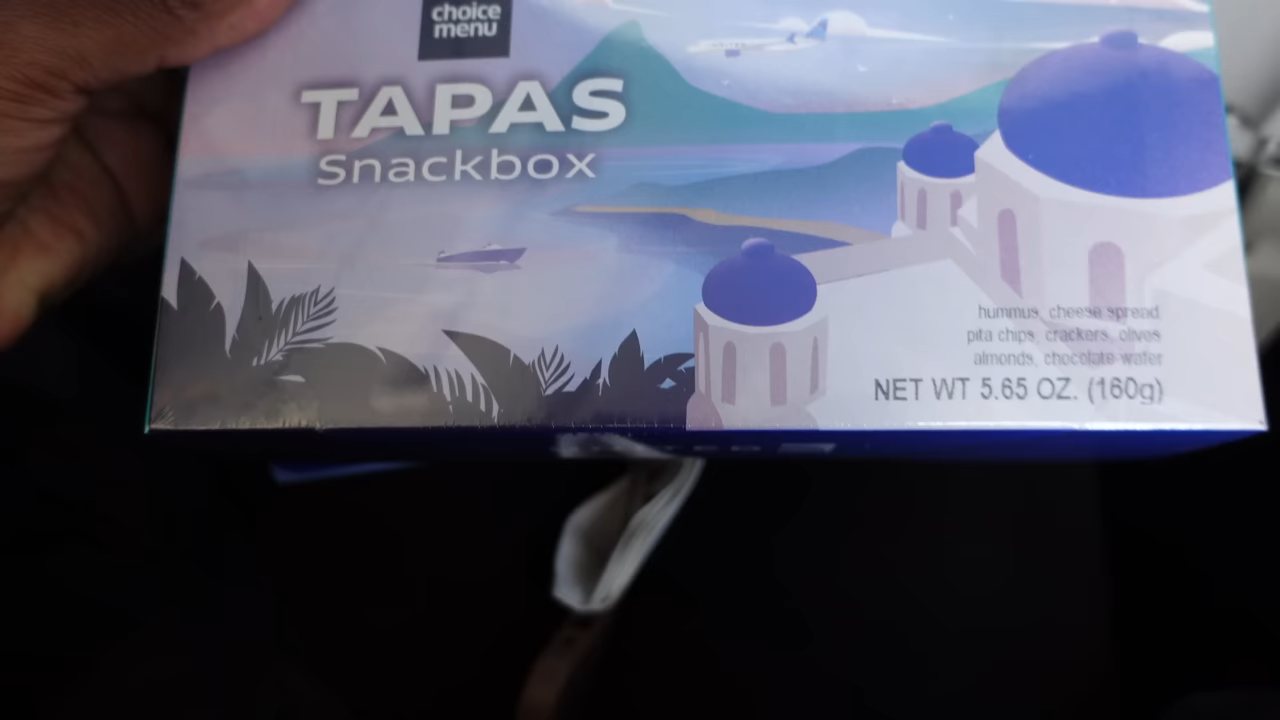 choice
menu
TAPAS
Snackbox
hummus, cheese spread
pita chips, crackers, olives
almonds, chocolate wafer
NET WT 5.65 OZ. (160g)